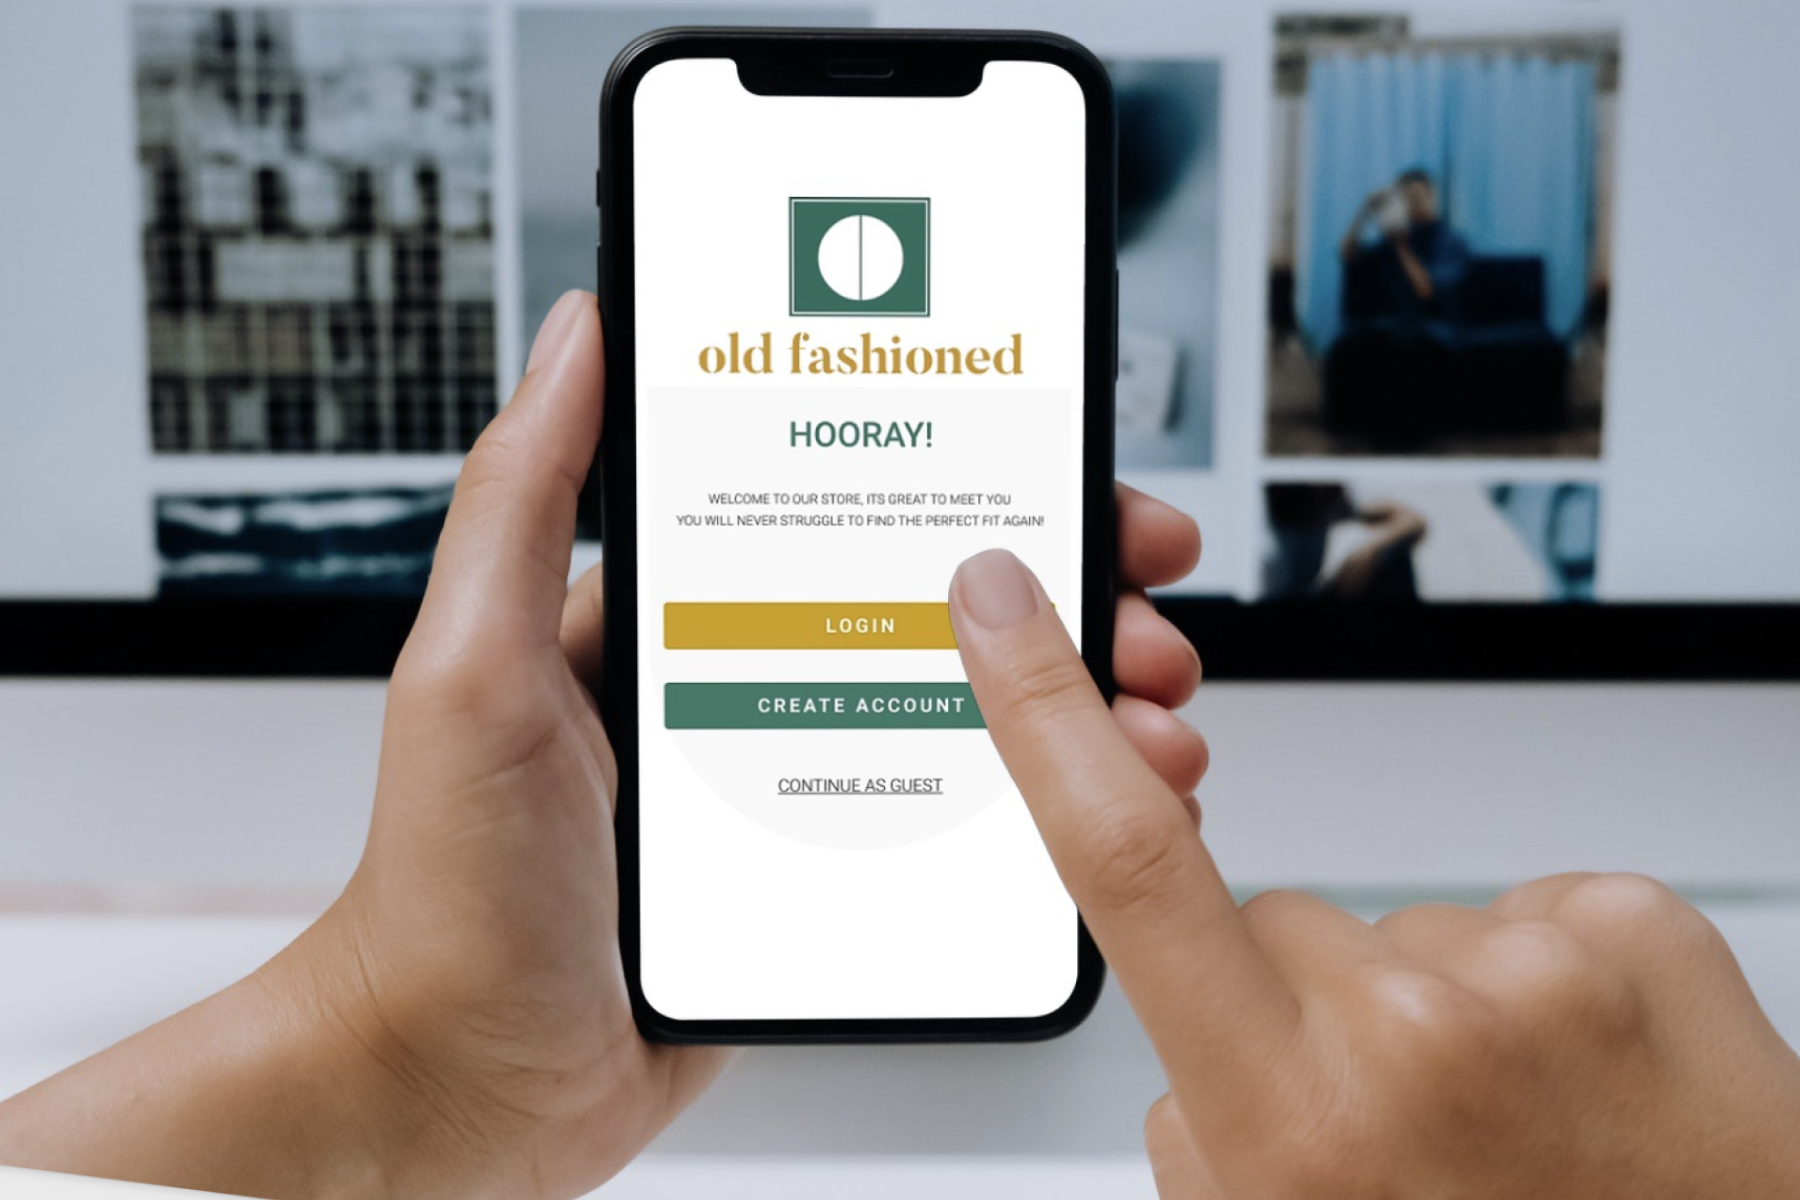 old fashioned
HOORAY!
WELCOME TO OUR STORE, ITS GREAT TO MEET YOU
YOU WILL NEVER STRUGGLE TO FIND THE PERFECT FIT AGAIN!
LOGIN
CREATE ACCOUNT
CONTINUE AS GUEST